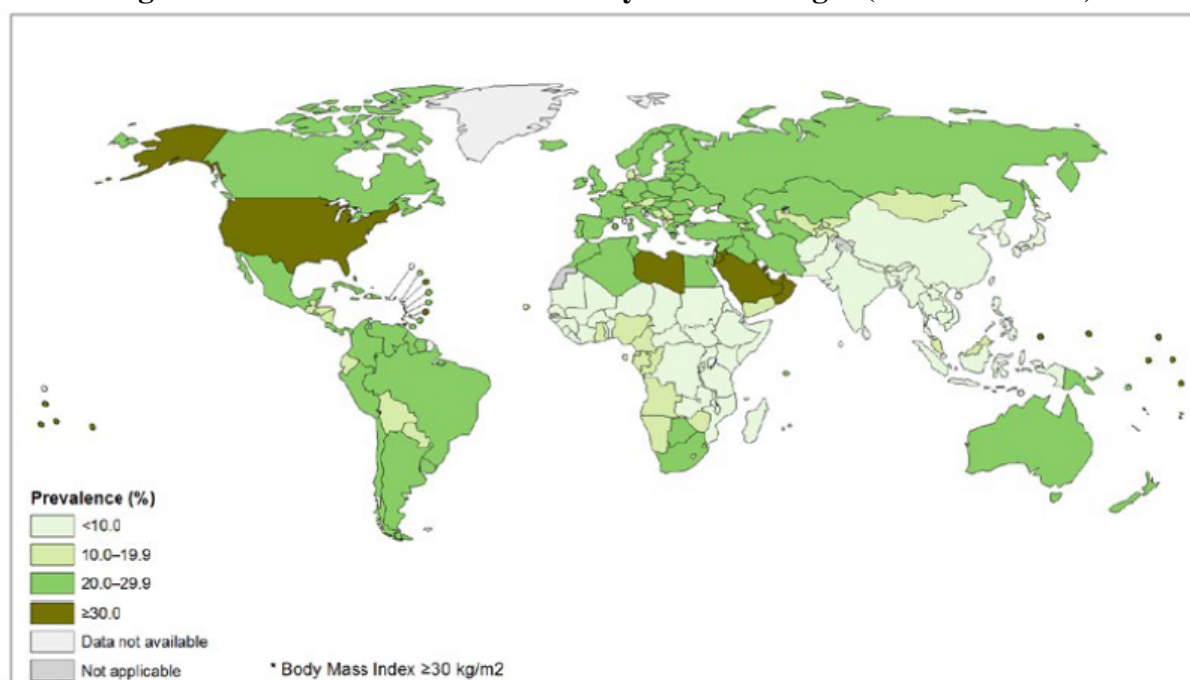 Prevalence (%)
<10.0
10.0–19.9
20.0–29.9
≥30.0
Data not available
Not applicable
* Body Mass Index ≥30 kg/m2